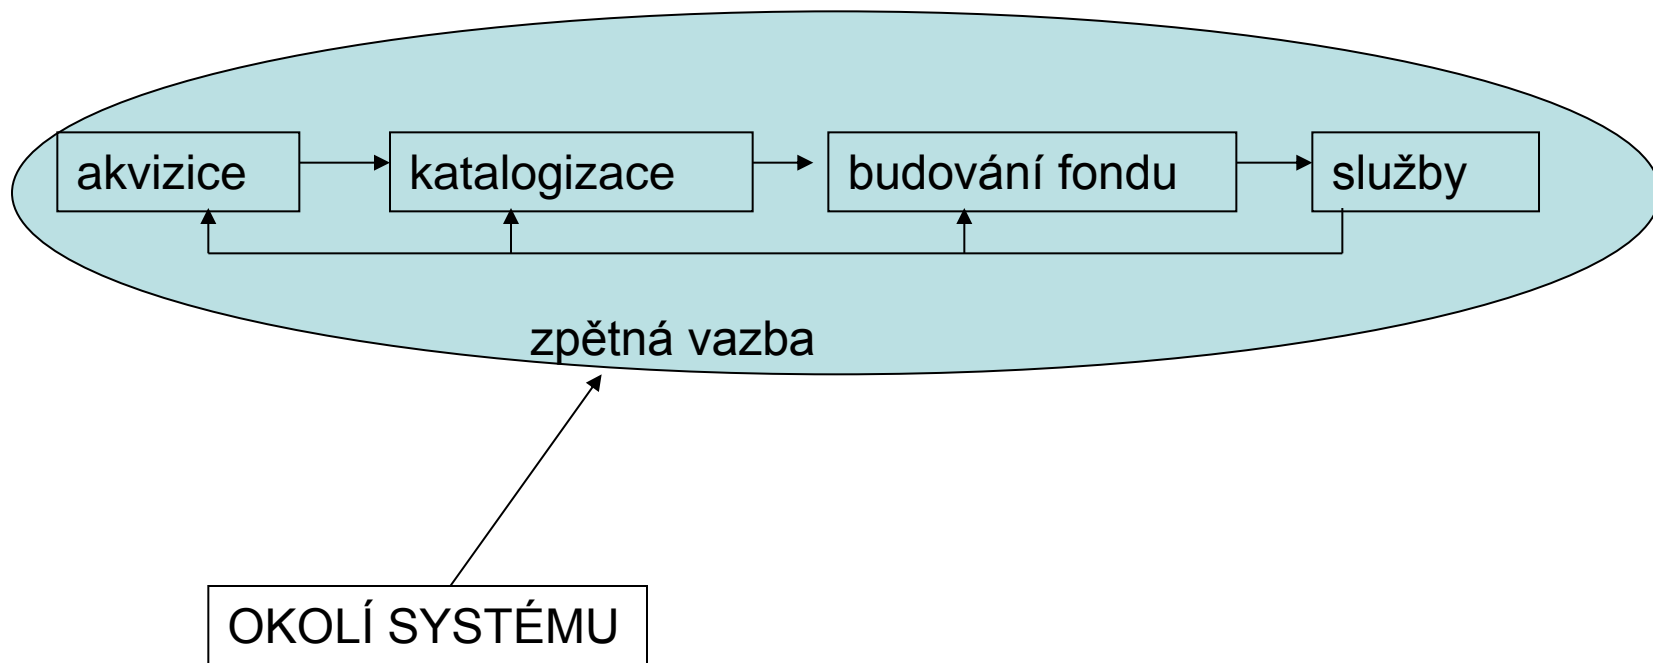 akvizice
katalogizace
budování fondu
služby
zpětná vazba
OKOLÍ SYSTÉMU